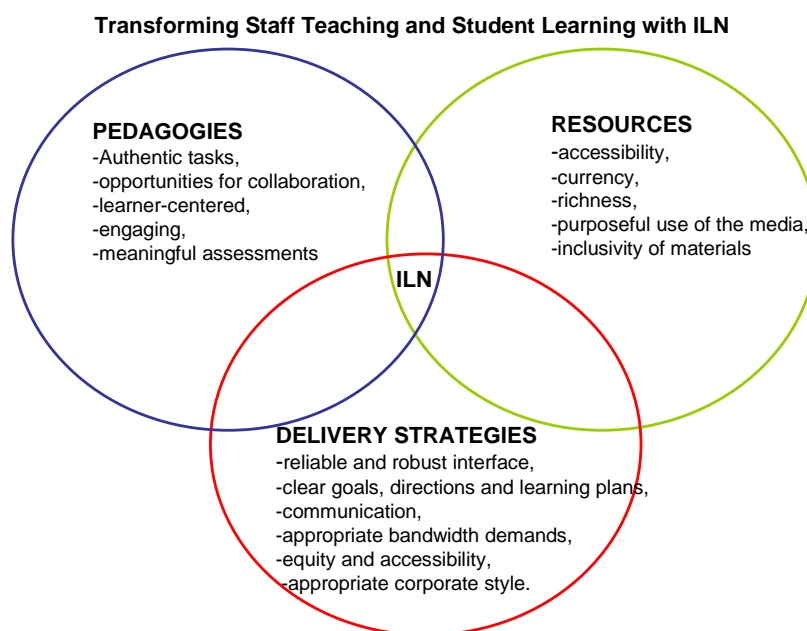 Transforming Staff Teaching and Student Learning with ILN
PEDAGOGIES
-Authentic tasks,
-opportunities for collaboration,
-learner-centered,
-engaging,
-meaningful assessments
RESOURCES
-accessibility,
-currency,
-richness,
-purposeful use of the media,
-inclusivity of materials
ILN
DELIVERY STRATEGIES
-reliable and robust interface,
-clear goals, directions and learning plans,
-communication,
-appropriate bandwidth demands,
-equity and accessibility,
-appropriate corporate style.